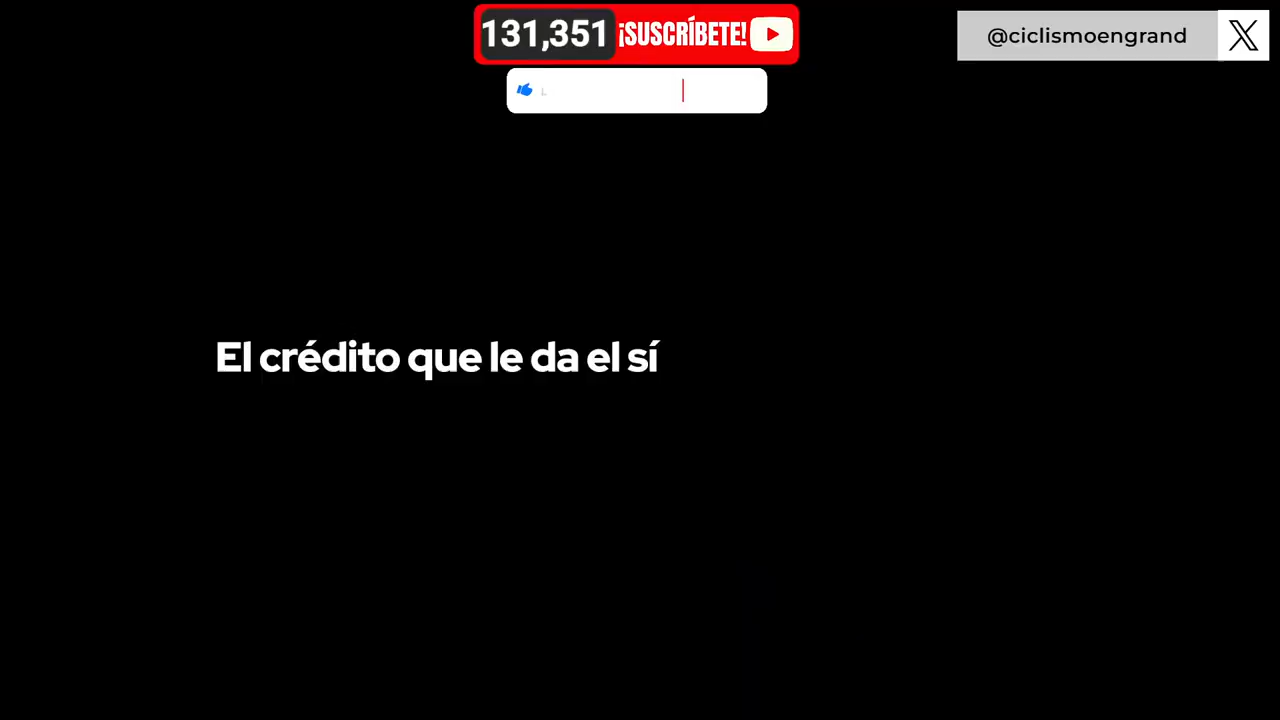 131,351 ¡SUSCRÍBETE!
@ciclismoengrand
L
El crédito que le da el sí